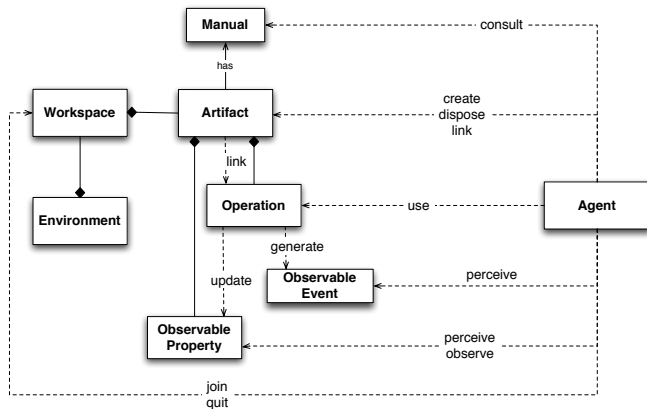 Manual
consult
has
Workspace
Artifact
create
dispose
link
link
Environment
Operation
use
Agent
generate
update
Observable
Event
perceive
Observable
Property
perceive
observe
join
quit